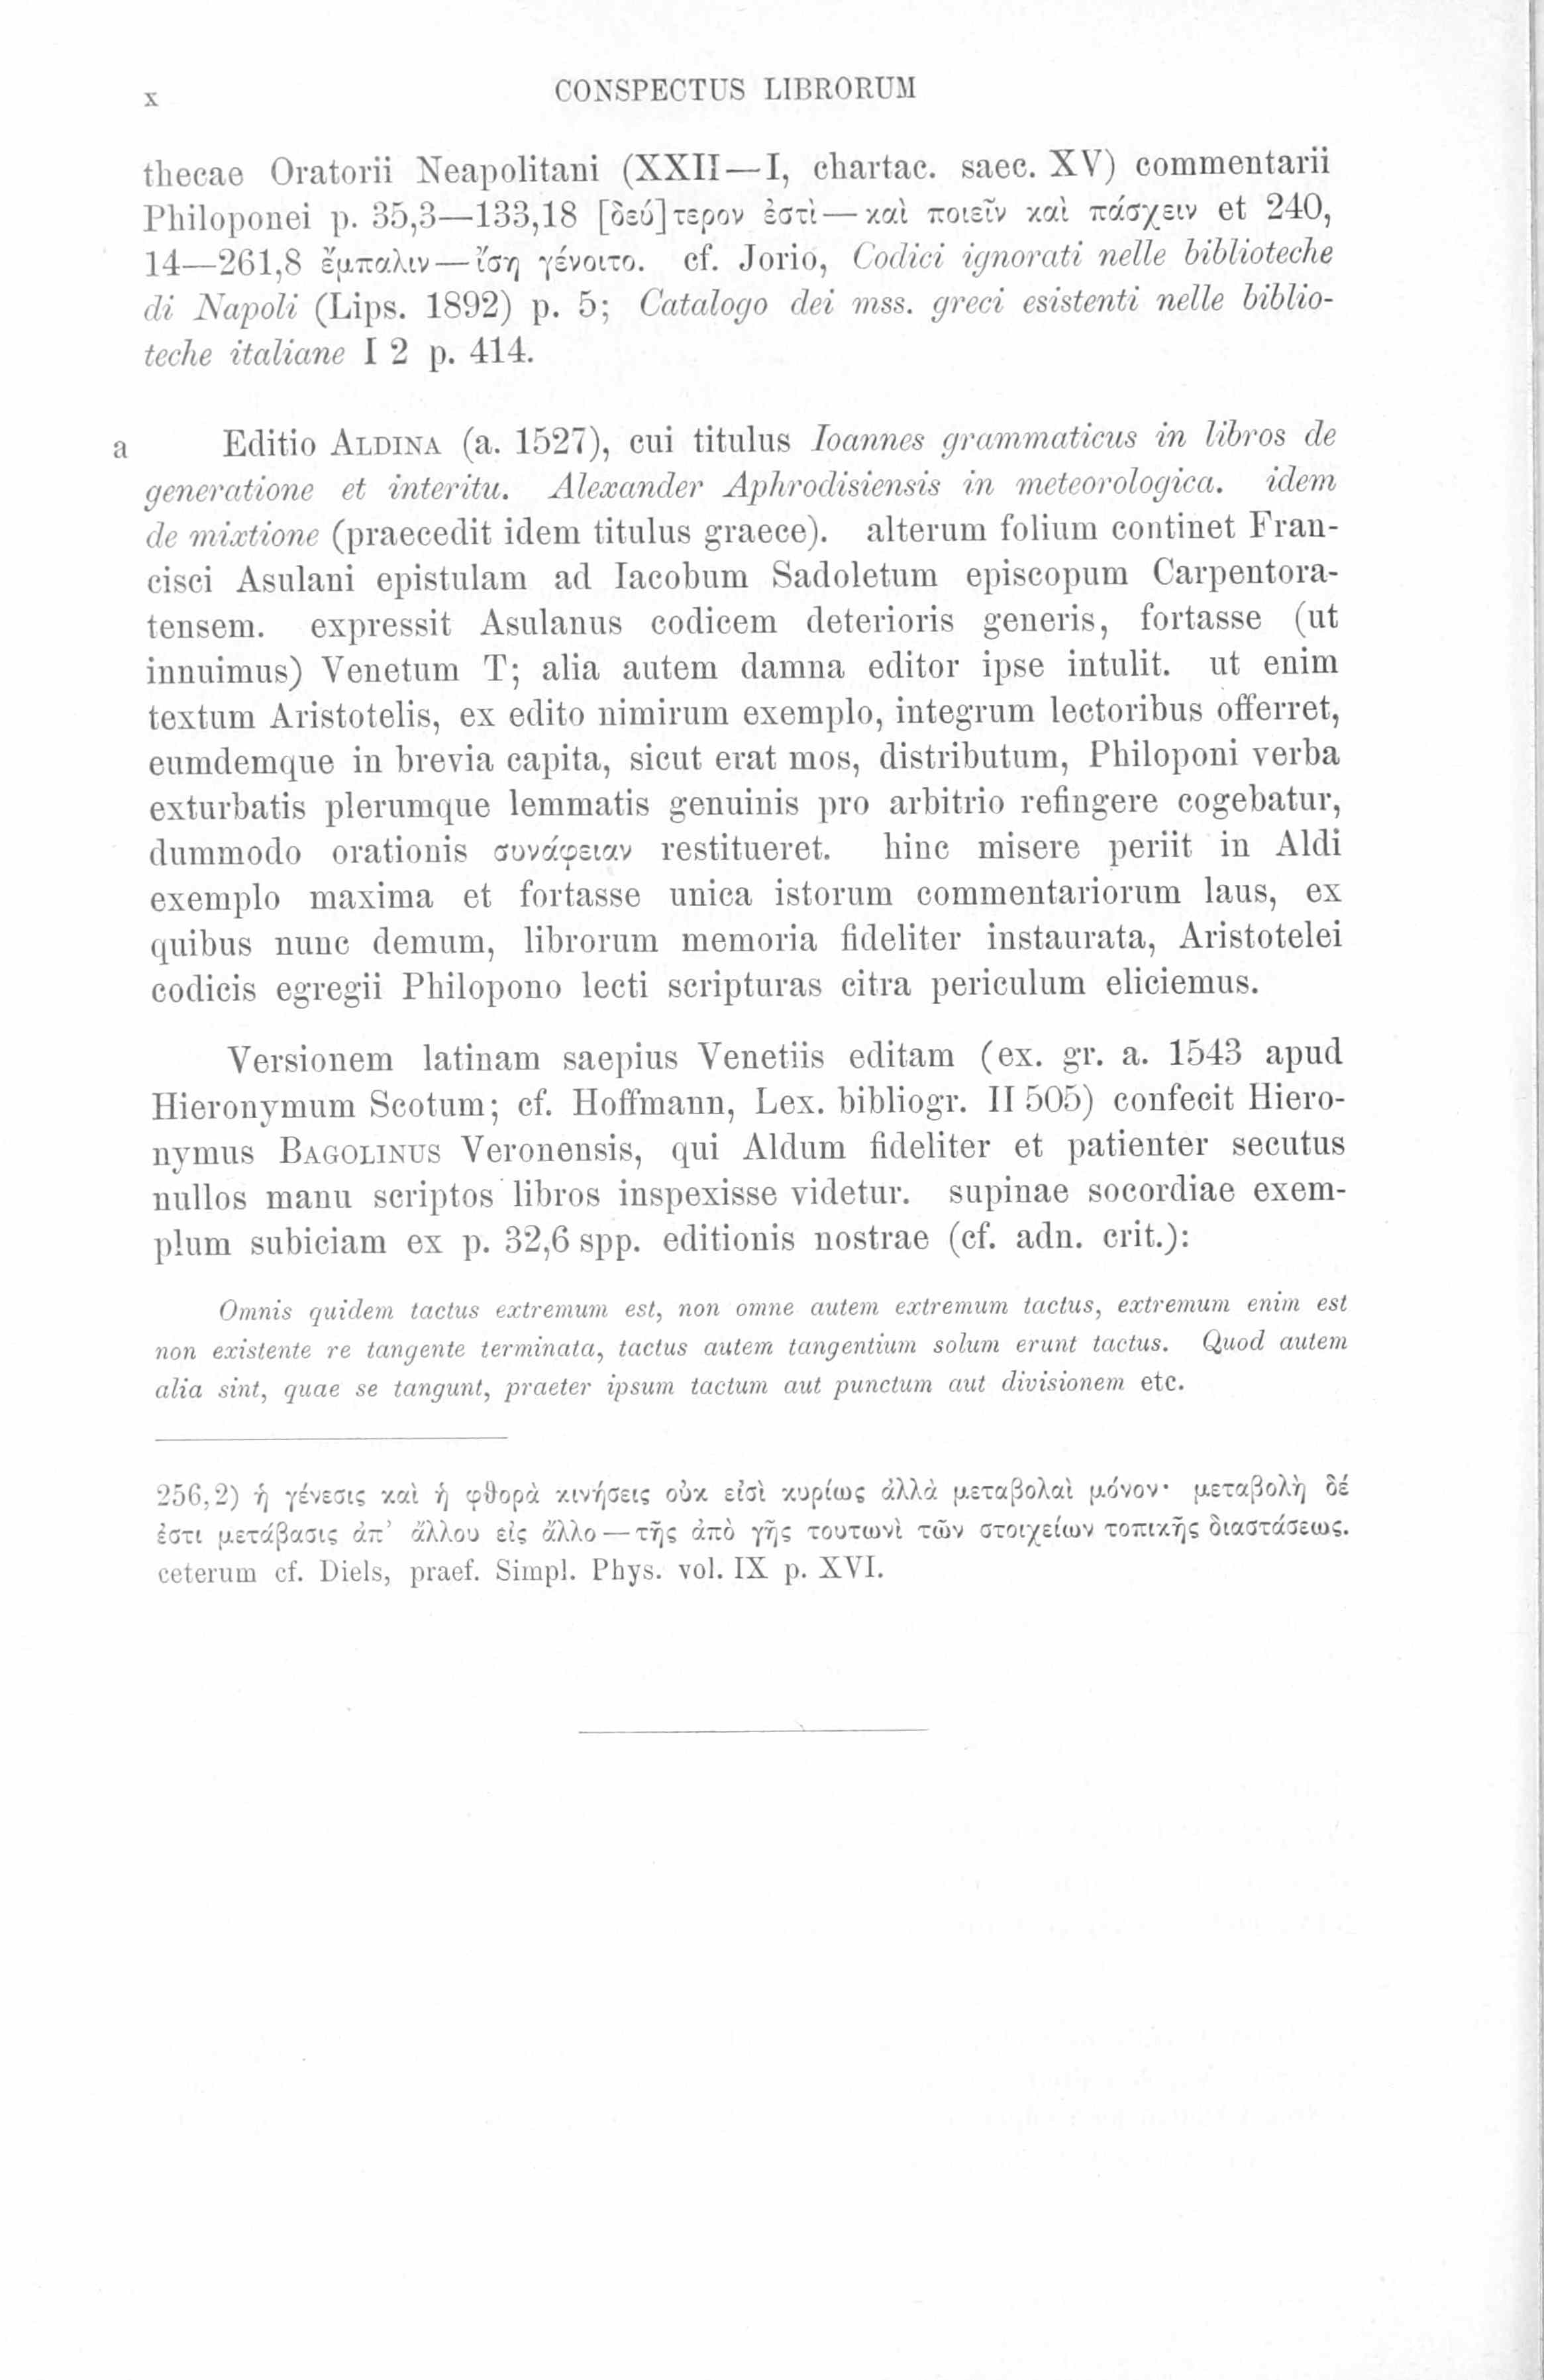 x CONSPECTUS LIBRORUM
thecae Oratorii Neapolitani (XXII—I, chartac. saec. XV) commentarii
Philoponei p. 35,3—133,18 [δεύ]τερον ἐστὶ—καὶ ποιεῖν καὶ πάσχειν et 240,
14—261,8 ἔμπαλιν—ἴση γένοιτο. cf. Jorio, Codici ignorati nelle biblioteche
di Napoli (Lips. 1892) p. 5; Catalogo dei mss. greci esistenti nelle biblio-
teche italiane I 2 p. 414.
a Editio ALDINA (a. 1527), cui titulus Ioannes grammaticus in libros de
generatione et interitu. Alexander Aphrodisiensis in meteorologica. idem
de mixtione (praecedit idem titulus graece). alterum folium continet Fran-
cisci Asulani epistulam ad Iacobum Sadoletum episcopum Carpentora-
tensem. expressit Asulanus codicem deterioris generis, fortasse (ut
innuimus) Venetum T; alia autem damna editor ipse intulit. ut enim
textum Aristotelis, ex edito nimirum exemplo, integrum lectoribus offerret,
eumdemque in brevia capita, sicut erat mos, distributum, Philoponi verba
exturbatis plerumque lemmatis genuinis pro arbitrio refingere cogebatur,
dummodo orationis συνάφειαν restitueret. hinc misere periit in Aldi
exemplo maxima et fortasse unica istorum commentariorum laus, ex
quibus nunc demum, librorum memoria fideliter instaurata, Aristotelei
codicis egregii Philopono lecti scripturas citra periculum eliciemus.
Versionem latinam saepius Venetiis editam (ex. gr. a. 1543 apud
Hieronymum Scotum; cf. Hoffmann, Lex. bibliogr. II 505) confecit Hiero-
nymus BAGOLINUS Veronensis, qui Aldum fideliter et patienter secutus
nullos manu scriptos libros inspexisse videtur. supinae socordiae exem-
plum subiciam ex p. 32,6 spp. editionis nostrae (cf. adn. crit.):
Omnis quidem tactus extremum est, non omne autem extremum tactus, extremum enim est
non existente re tangente terminata, tactus autem tangentium solum erunt tactus. Quod autem
alia sint, quae se tangunt, praeter ipsum tactum aut punctum aut divisionem etc.
256,2) ἡ γένεσις καὶ ἡ φθορὰ κινήσεις οὐκ εἰσὶ κυρίως ἀλλὰ μεταβολαὶ μόνον· μεταβολὴ δέ
ἐστι μετάβασις ἀπ’ ἄλλου εἰς ἄλλο—τῆς ἀπὸ γῆς τουτωνὶ τῶν στοιχείων τοπικῆς διαστάσεως.
ceterum cf. Diels, praef. Simpl. Phys. vol. IX p. XVI.